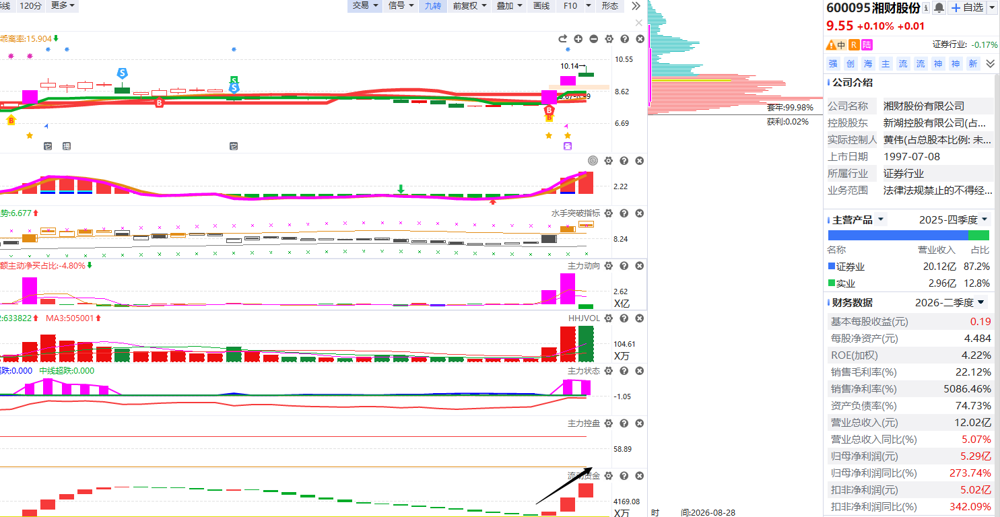 120分 更多
交易 信号 九转 前复权 叠加 画线 F10 形态
乖离率:15.904
10.14
10.55
8.62
6.69
S
S
S
B
B
B
B
2.22
势:6.677
水手突破指标
8.24
额主动净买占比:-4.80%
主力动向
2.62
X亿
2:633822 MA3:505001
HHJVOL
104.61
X万
超跌:0.000 中线超跌:0.000
主力状态
-1.05
主力控盘
58.89
流动资金
4169.08
X万
套牢:99.98%
获利:0.02%
时 间:2026-08-28
600095 湘财股份 自选
9.55 +0.10% +0.01
中 R 陆 证券行业: -0.17%
强 创 海 主 流 流 神 神 新
公司介绍
公司名称 湘财股份有限公司
控股股东 新湖控股有限公司(占...
实际控制人 黄伟(占总股本比例: 未...
上市日期 1997-07-08
所属行业 证券行业
业务范围 法律法规禁止的不得经...
主营产品 2025-四季度
名称 营业收入 占比
证券业 20.12亿 87.2%
实业 2.96亿 12.8%
财务数据 2026-二季度
基本每股收益(元) 0.19
每股净资产(元) 4.484
ROE(加权) 4.22%
销售毛利率(%) 22.12%
销售净利率(%) 5086.46%
资产负债率(%) 74.73%
营业总收入(元) 12.02亿
营业总收入同比(%) 5.07%
归母净利润(元) 5.29亿
归母净利润同比(%) 273.74%
扣非净利润(元) 5.02亿
扣非净利润同比(%) 342.09%